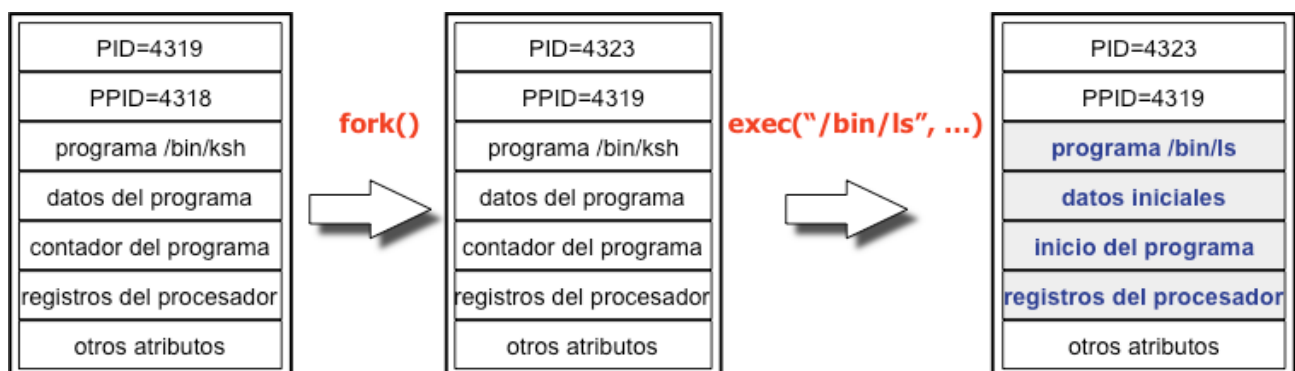 PID=4319
PPID=4318
programa /bin/ksh
datos del programa
contador del programa
registros del procesador
otros atributos
fork()
PID=4323
PPID=4319
programa /bin/ksh
datos del programa
contador del programa
registros del procesador
otros atributos
exec(“/bin/ls”, ...)
PID=4323
PPID=4319
programa /bin/ls
datos iniciales
inicio del programa
registros del procesador
otros atributos